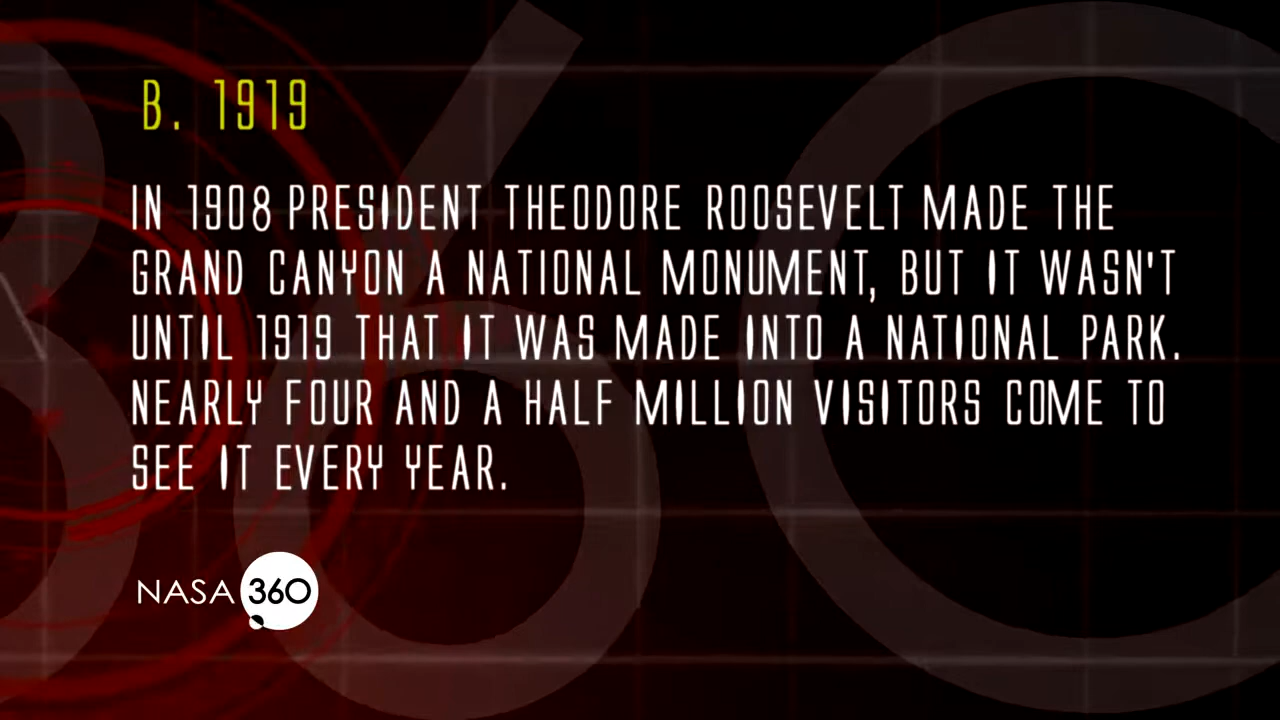 B. 1919
IN 1908 PRESIDENT THEODORE ROOSEVELT MADE THE
GRAND CANYON A NATIONAL MONUMENT, BUT IT WASN'T
UNTIL 1919 THAT IT WAS MADE INTO A NATIONAL PARK.
NEARLY FOUR AND A HALF MILLION VISITORS COME TO
SEE IT EVERY YEAR.
NASA 360